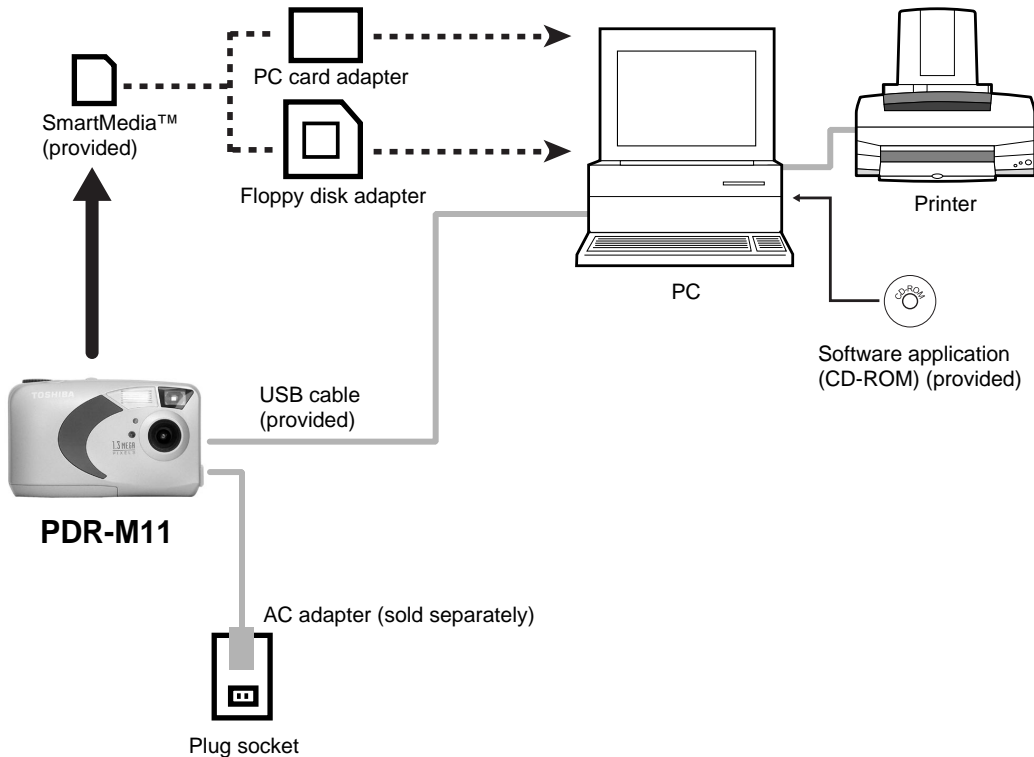 PC card adapter
SmartMedia™
(provided)
Floppy disk adapter
Printer
PC
CD-ROM
Software application
(CD-ROM) (provided)
USB cable
(provided)
TOSHIBA
1.3 MEGA
PIXELS
PDR-M11
AC adapter (sold separately)
Plug socket